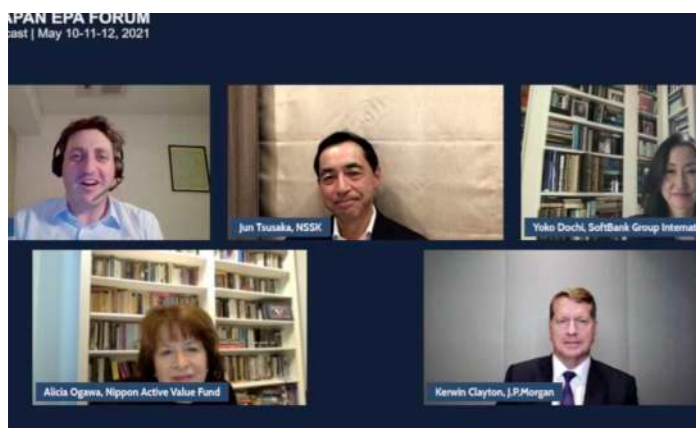 APAN EPA FORUM
cast | May 10-11-12, 2021
Jun Tsusaka, NSSK
Yoko Dochi, SoftBank Group Internat
Alicia Ogawa, Nippon Active Value Fund
Kerwin Clayton, J.P.Morgan